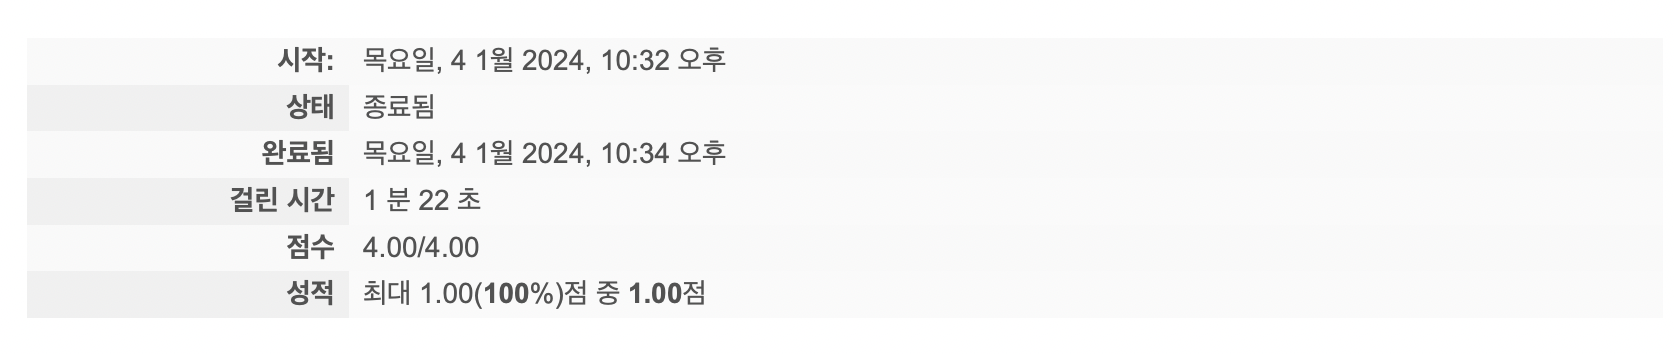 시작: 목요일, 4 1월 2024, 10:32 오후
상태 종료됨
완료됨 목요일, 4 1월 2024, 10:34 오후
걸린 시간 1 분 22 초
점수 4.00/4.00
성적 최대 1.00(100%)점 중 1.00점